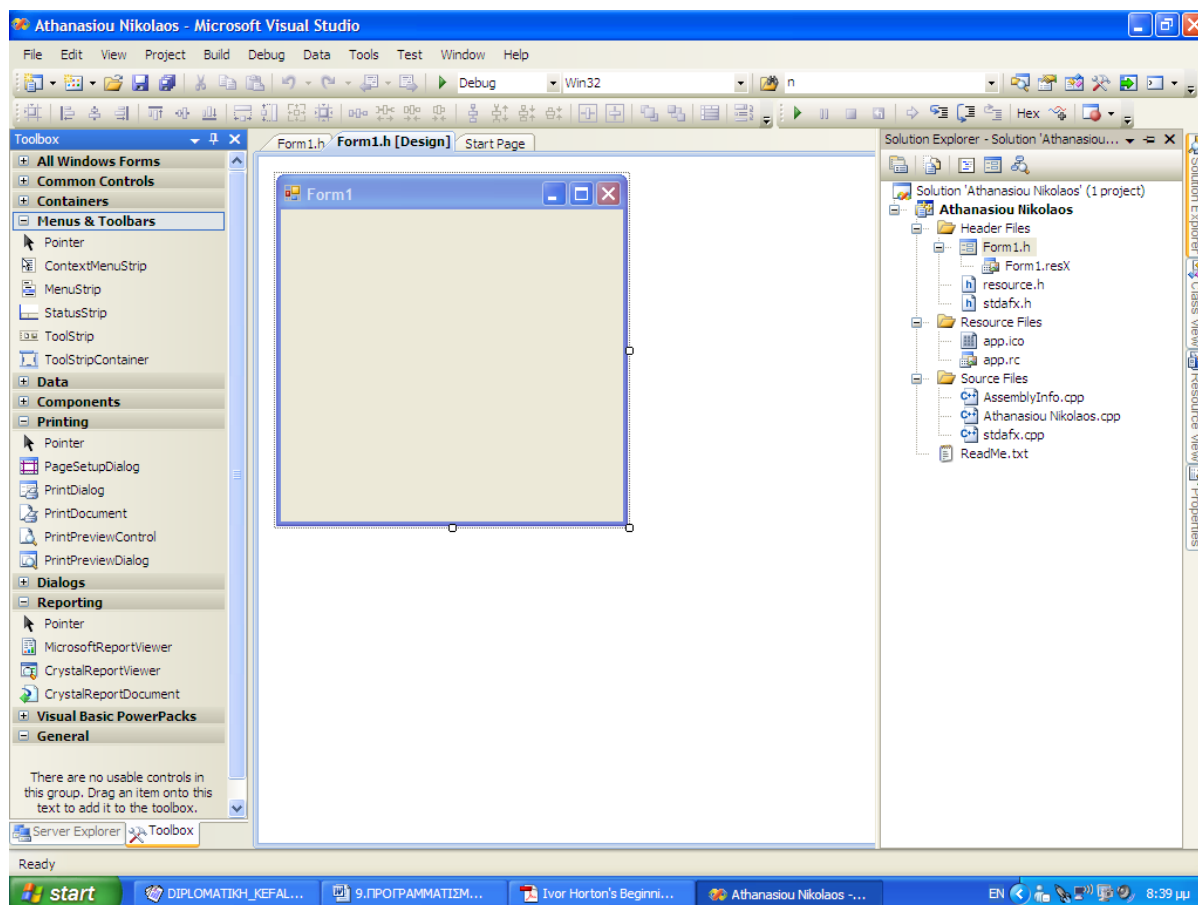 Athanasiou Nikolaos - Microsoft Visual Studio
File Edit View Project Build Debug Data Tools Test Window Help
Debug Win32 n
Hex
Toolbox
All Windows Forms
Common Controls
Containers
Menus & Toolbars
Pointer
ContextMenuStrip
MenuStrip
StatusStrip
ToolStrip
ToolStripContainer
Data
Components
Printing
Pointer
PageSetupDialog
PrintDialog
PrintDocument
PrintPreviewControl
PrintPreviewDialog
Dialogs
Reporting
Pointer
MicrosoftReportViewer
CrystalReportViewer
CrystalReportDocument
Visual Basic PowerPacks
General
There are no usable controls in
this group. Drag an item onto this
text to add it to the toolbox.
Server Explorer Toolbox
Form1.h Form1.h [Design] Start Page
Form1
Solution Explorer - Solution 'Athanasiou...
Solution 'Athanasiou Nikolaos' (1 project)
Athanasiou Nikolaos
Header Files
Form1.h
Form1.resX
resource.h
stdafx.h
Resource Files
app.ico
app.rc
Source Files
AssemblyInfo.cpp
Athanasiou Nikolaos.cpp
stdafx.cpp
ReadMe.txt
Solution Explorer
Class View
Resource View
Properties
Ready
start DIPLOMATIKH_KEFAL... 9.ΠΡΟΓΡΑΜΜΑΤΙΣΜ... Ivor Horton's Beginni... Athanasiou Nikolaos -... EN 8:39 μμ